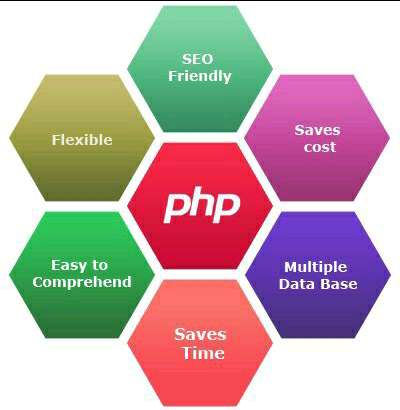 SEO
Friendly
Flexible
Saves
cost
php
Easy to
Comprehend
Multiple
Data Base
Saves
Time